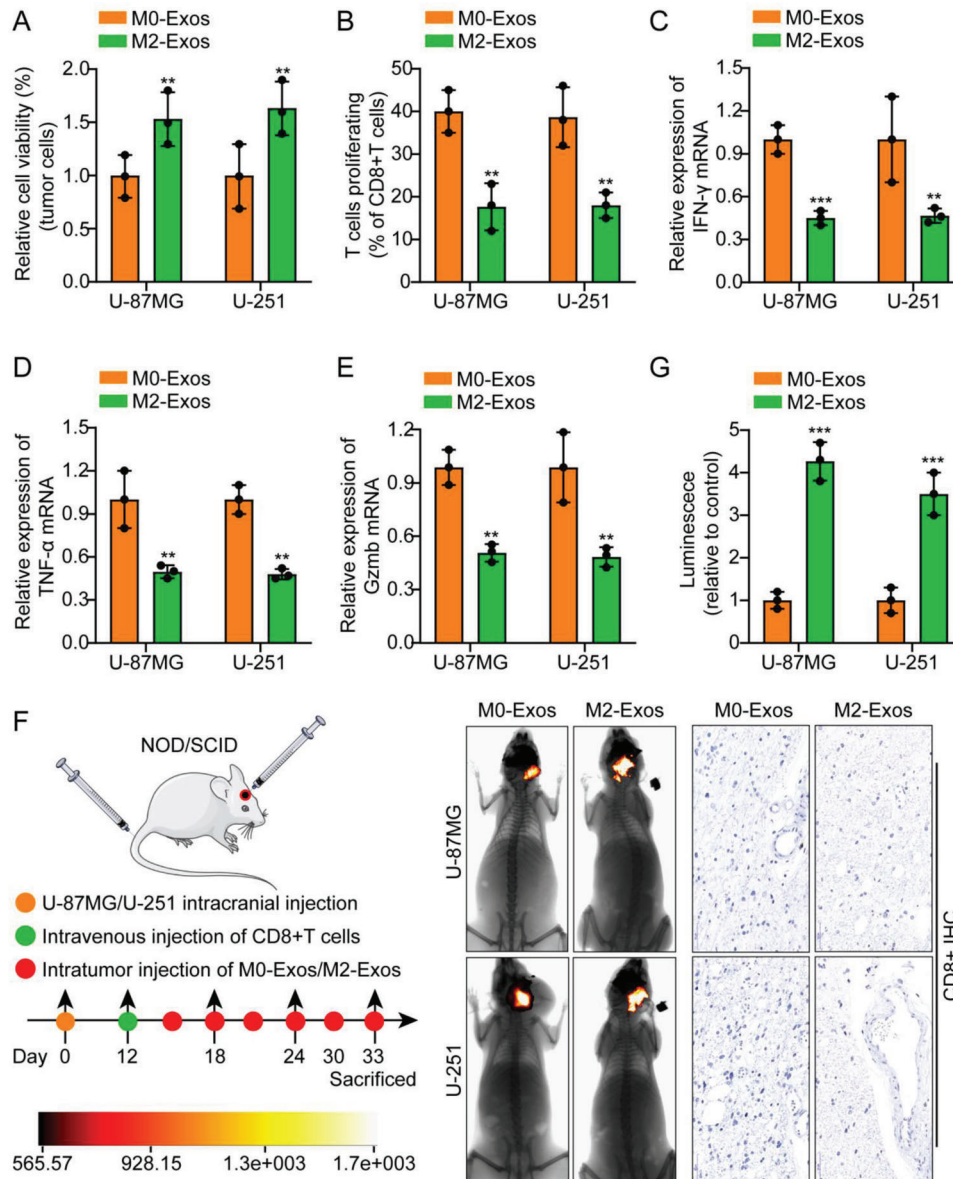 A
M0-Exos
M2-Exos
Relative cell viability (%)
(tumor cells)
2.0
1.5
1.0
0.5
0.0
**
**
U-87MG
U-251
B
M0-Exos
M2-Exos
T cells proliferating
(% of CD8+T cells)
50
40
30
20
10
0
**
**
U-87MG
U-251
C
M0-Exos
M2-Exos
Relative expression of
IFN-γ mRNA
1.5
1.2
0.9
0.6
0.3
0.0
***
**
U-87MG
U-251
D
M0-Exos
M2-Exos
Relative expression of
TNF-α mRNA
1.5
1.2
0.9
0.6
0.3
0.0
**
**
U-87MG
U-251
E
M0-Exos
M2-Exos
Relative expression of
Gzmb mRNA
1.2
0.9
0.6
0.3
0.0
**
**
U-87MG
U-251
G
M0-Exos
M2-Exos
Luminescece
(relative to control)
5
4
3
2
1
0
***
***
U-87MG
U-251
F
NOD/SCID
U-87MG/U-251 intracranial injection
Intravenous injection of CD8+T cells
Intratumor injection of M0-Exos/M2-Exos
Day 0 12 18 24 30 33
Sacrificed
565.57 928.15 1.3e+003 1.7e+003
M0-Exos M2-Exos M0-Exos M2-Exos
U-87MG
U-251
CD8+ IHC